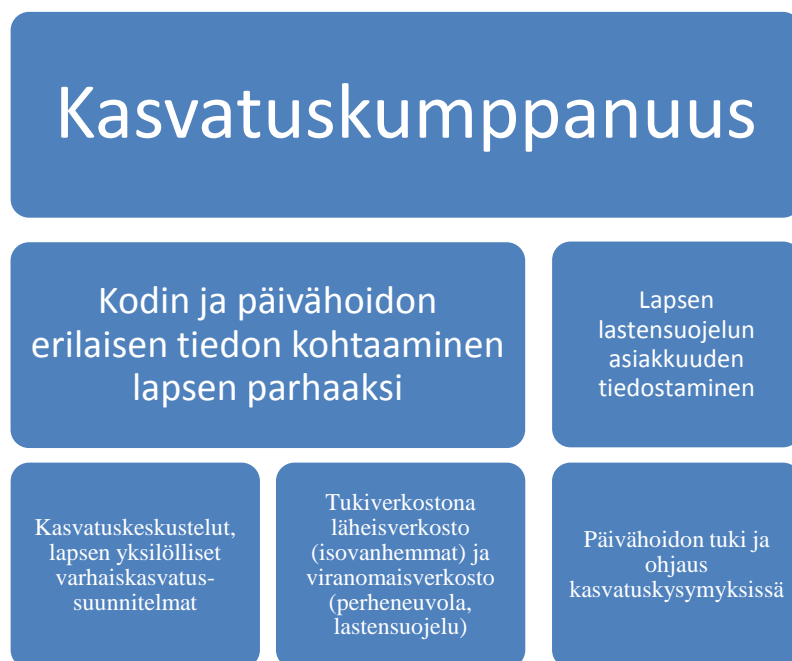 Kasvatuskumppanuus
Kodin ja päivähoidon
erilaisen tiedon kohtaaminen
lapsen parhaaksi
Lapsen
lastensuojelun
asiakkuuden
tiedostaminen
Kasvatuskeskustelut,
lapsen yksilölliset
varhaiskasvatus-
suunnitelmat
Tukiverkostona
läheisverkosto
(isovanhemmat) ja
viranomaisverkosto
(perheneuvola,
lastensuojelu)
Päivähoidon tuki ja
ohjaus
kasvatuskysymyksissä